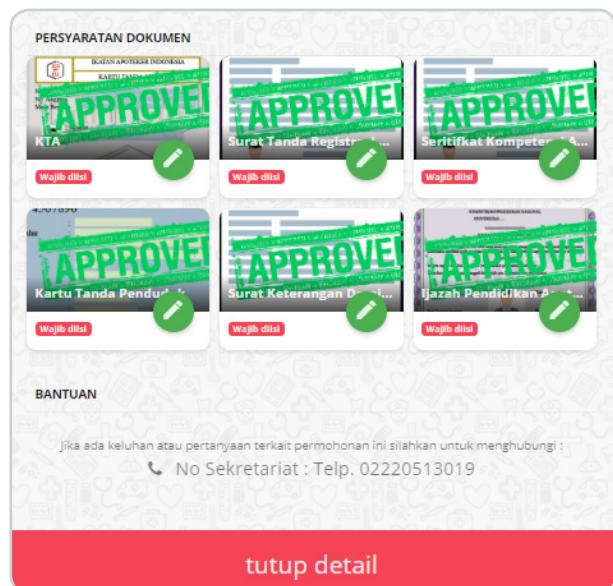 PERSYARATAN DOKUMEN
IKATAN APOTEKER INDONESIA
APPROVED
KTA
Wajib diisi
APPROVED
Surat Tanda Registrasi...
Wajib diisi
APPROVED
Seritifkat Kompetensi A...
Wajib diisi
4567890
APPROVED
Kartu Tanda Penduduk
Wajib diisi
APPROVED
Surat Keterangan
Wajib diisi
APPROVED
Ijazah Pendidikan
Wajib diisi
BANTUAN
Jika ada keluhan atau pertanyaan terkait permohonan ini silahkan untuk menghubungi :
No Sekretariat : Telp. 02220513019
tutup detail